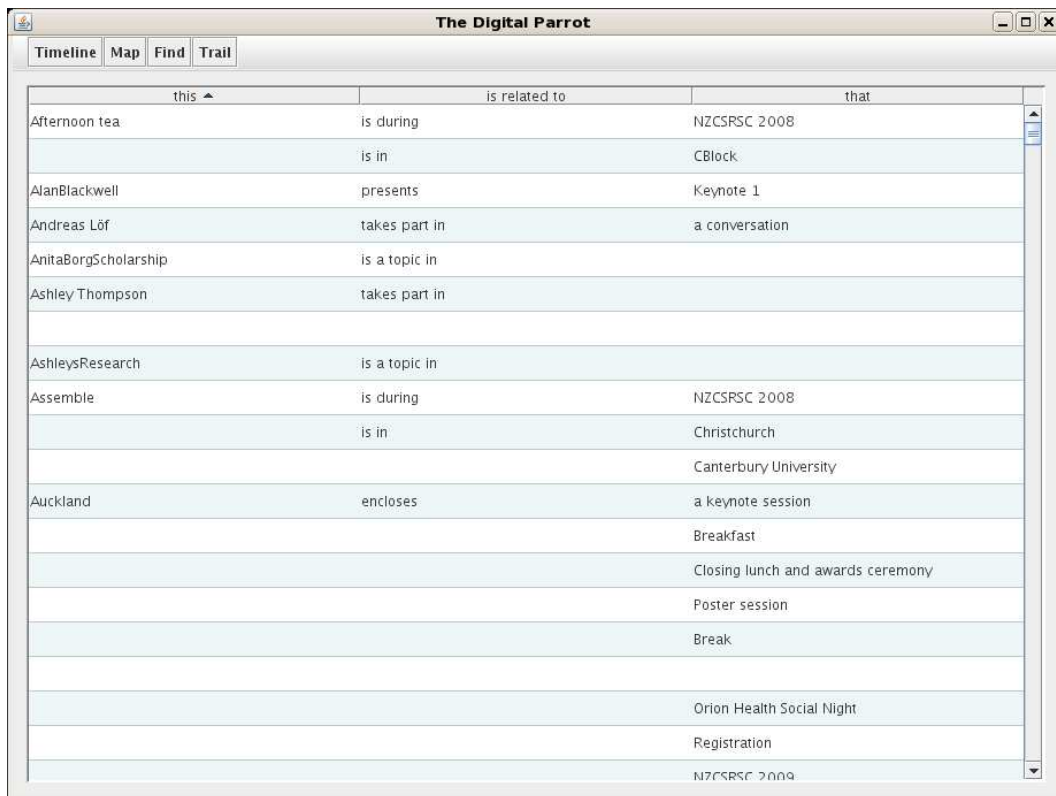 The Digital Parrot
Timeline Map Find Trail
this is related to that
Afternoon tea is during NZCSRSC 2008
is in CBlock
AlanBlackwell presents Keynote 1
Andreas Löf takes part in a conversation
AnitaBorgScholarship is a topic in
Ashley Thompson takes part in
AshleysResearch is a topic in
Assemble is during NZCSRSC 2008
is in Christchurch
Canterbury University
Auckland encloses a keynote session
Breakfast
Closing lunch and awards ceremony
Poster session
Break
Orion Health Social Night
Registration
NZCSRSC 2009